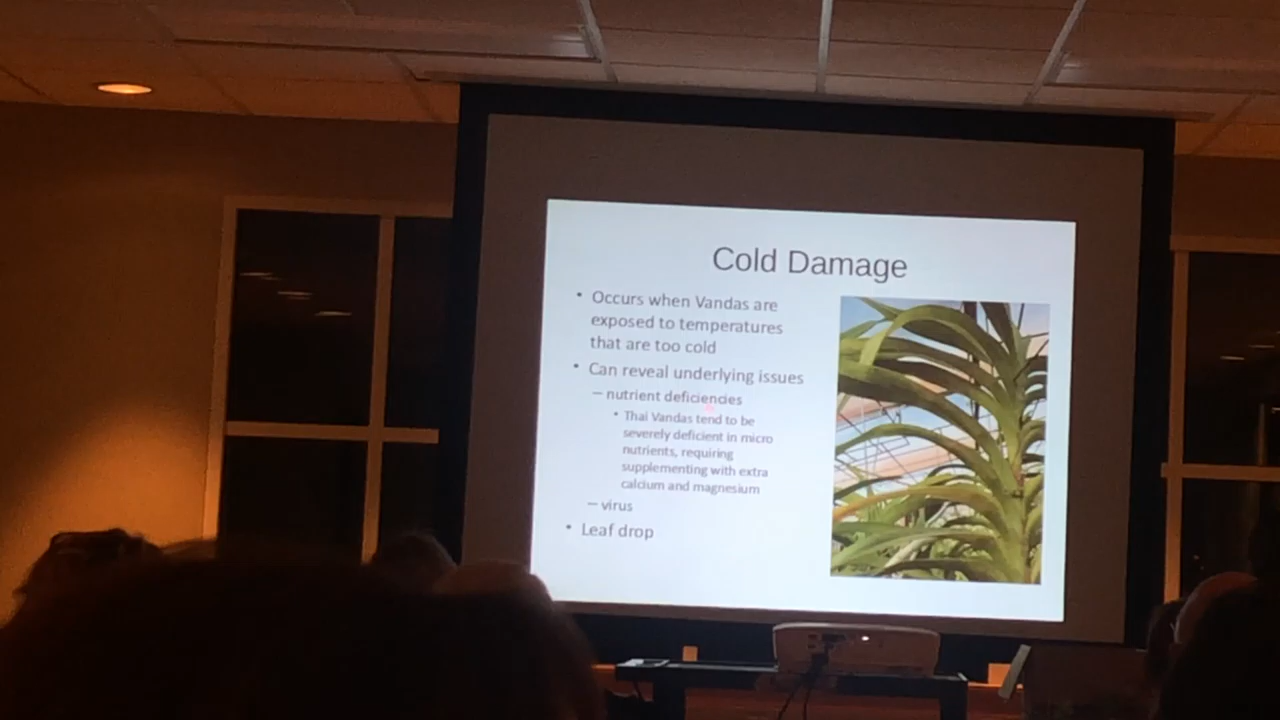 Cold Damage
• Occurs when Vandas are
exposed to temperatures
that are too cold
• Can reveal underlying issues
– nutrient deficiencies
• Thai Vandas tend to be
severely deficient in micro
nutrients, requiring
supplementing with extra
calcium and magnesium
– virus
• Leaf drop